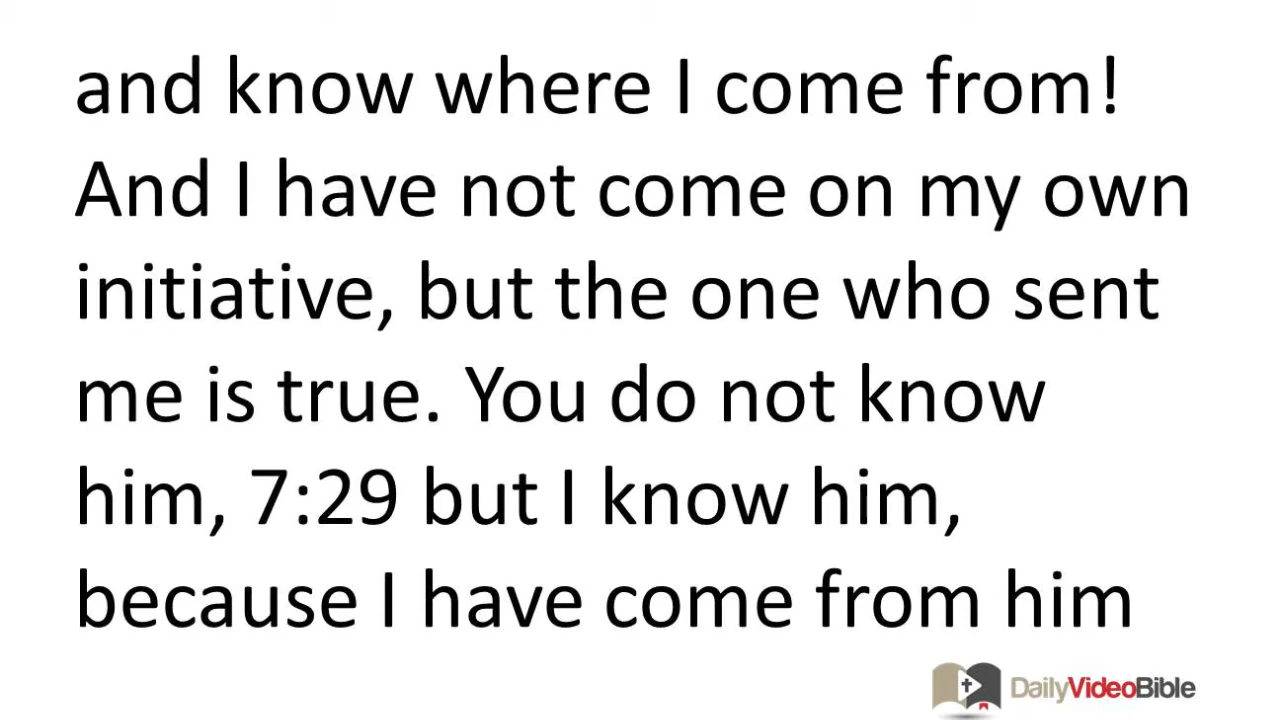 and know where I come from!
And I have not come on my own
initiative, but the one who sent
me is true. You do not know
him, 7:29 but I know him,
because I have come from him
DailyVideoBible